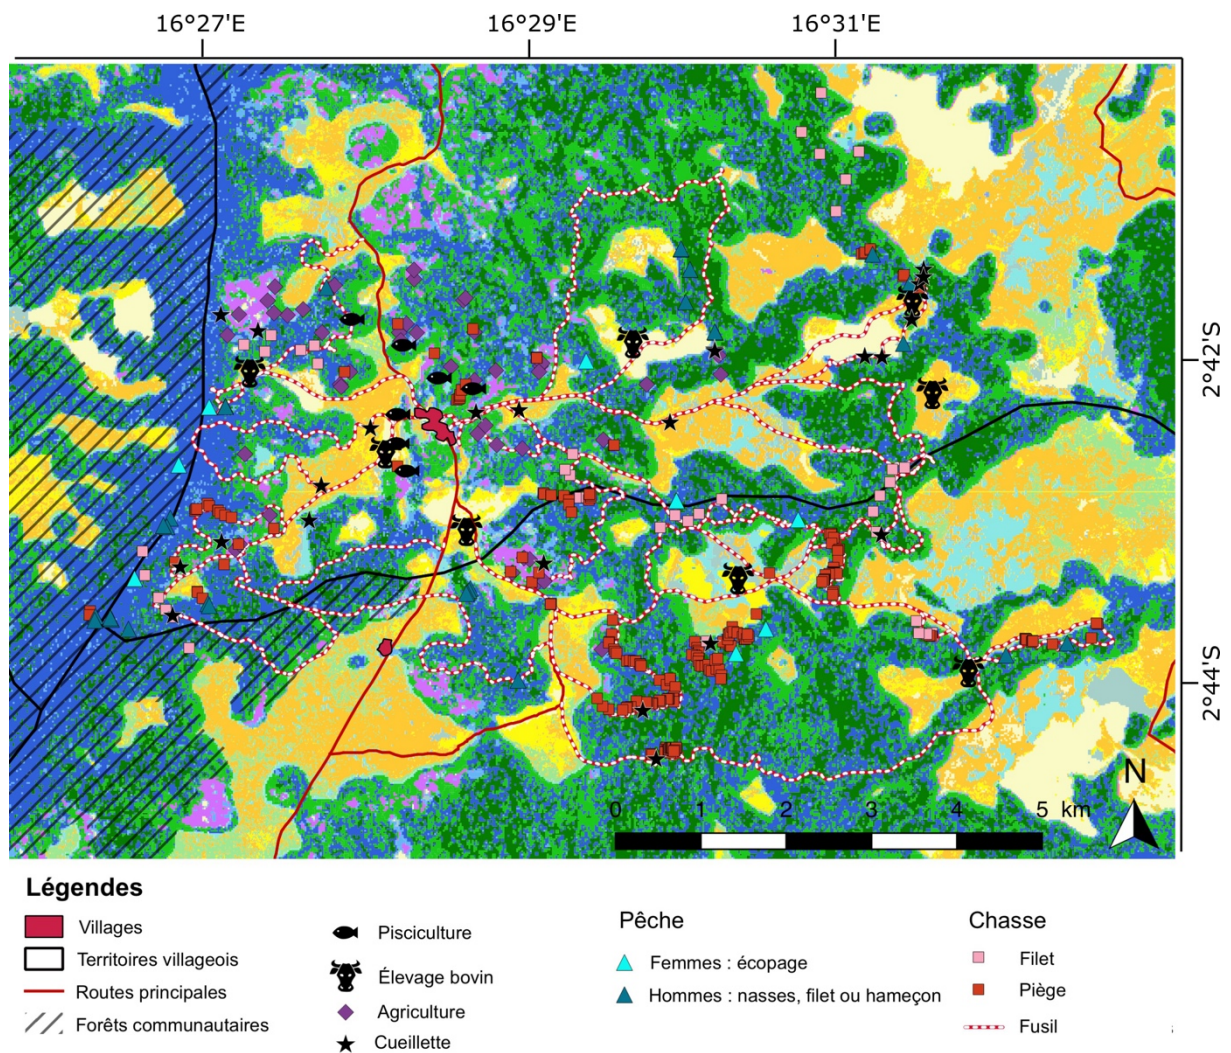 16°27'E 16°29'E 16°31'E
2°42'S
2°44'S
N
0 1 2 3 4 5 km
Légendes
Villages
Territoires villageois
Routes principales
Forêts communautaires
Pisciculture
Élevage bovin
Agriculture
Cueillette
Pêche
Femmes : écopage
Hommes : nasses, filet ou hameçon
Chasse
Filet
Piège
Fusil